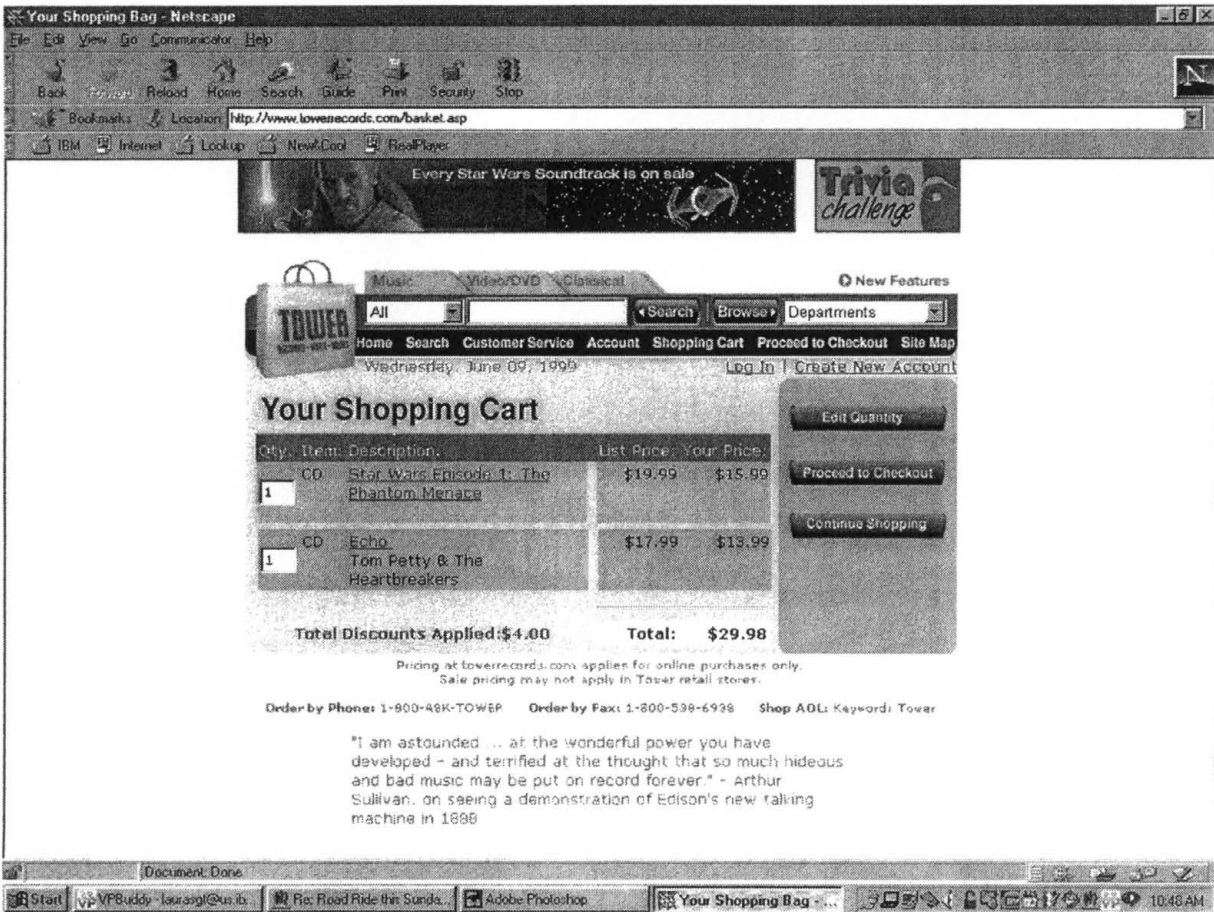 Your Shopping Bag - Netscape
File Edit View Go Communicator Help
Back Forward Reload Home Search Guide Print Security Stop
N
Bookmarks Location: http://www.towerrecords.com/basket.asp
IBM Internet Lookup New&Cool RealPlayer
Every Star Wars Soundtrack is on sale
Trivia
challenge
Music Video/DVD Classical
New Features
TOWER
All Search Browse Departments
Home Search Customer Service Account Shopping Cart Proceed to Checkout Site Map
Wednesday, June 09, 1999 Log In | Create New Account
Your Shopping Cart
Edit Quantity
Qty. Item: Description. List Price: Your Price:
1 CD Star Wars Episode 1: The $19.99 $15.99
Phantom Menace
Proceed to Checkout
Continue Shopping
1 CD Echo $17.99 $13.99
Tom Petty & The
Heartbreakers
Total Discounts Applied:$4.00 Total: $29.98
Pricing at towerrecords.com applies for online purchases only.
Sale pricing may not apply in Tower retail stores.
Order by Phone: 1-800-ASK-TOWER Order by Fax: 1-800-538-6938 Shop AOL: Keyword: Tower
"I am astounded ... at the wonderful power you have
developed - and terrified at the thought that so much hideous
and bad music may be put on record forever." - Arthur
Sullivan, on seeing a demonstration of Edison's new talking
machine in 1888
Document: Done
Start VPBuddy - laurasgt@us.ib... Re: Road Ride this Sunda... Adobe Photoshop Your Shopping Bag - ... 10:48 AM